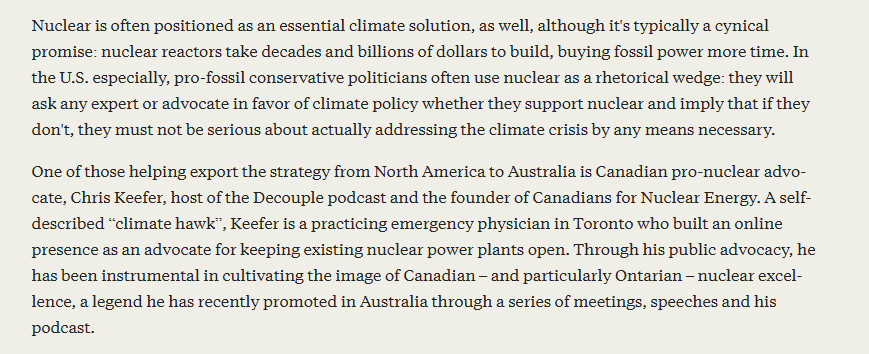 Nuclear is often positioned as an essential climate solution, as well, although it's typically a cynical
promise: nuclear reactors take decades and billions of dollars to build, buying fossil power more time. In
the U.S. especially, pro-fossil conservative politicians often use nuclear as a rhetorical wedge: they will
ask any expert or advocate in favor of climate policy whether they support nuclear and imply that if they
don't, they must not be serious about actually addressing the climate crisis by any means necessary.
One of those helping export the strategy from North America to Australia is Canadian pro-nuclear advo-
cate, Chris Keefer, host of the Decouple podcast and the founder of Canadians for Nuclear Energy. A self-
described “climate hawk”, Keefer is a practicing emergency physician in Toronto who built an online
presence as an advocate for keeping existing nuclear power plants open. Through his public advocacy, he
has been instrumental in cultivating the image of Canadian – and particularly Ontarian – nuclear excel-
lence, a legend he has recently promoted in Australia through a series of meetings, speeches and his
podcast.